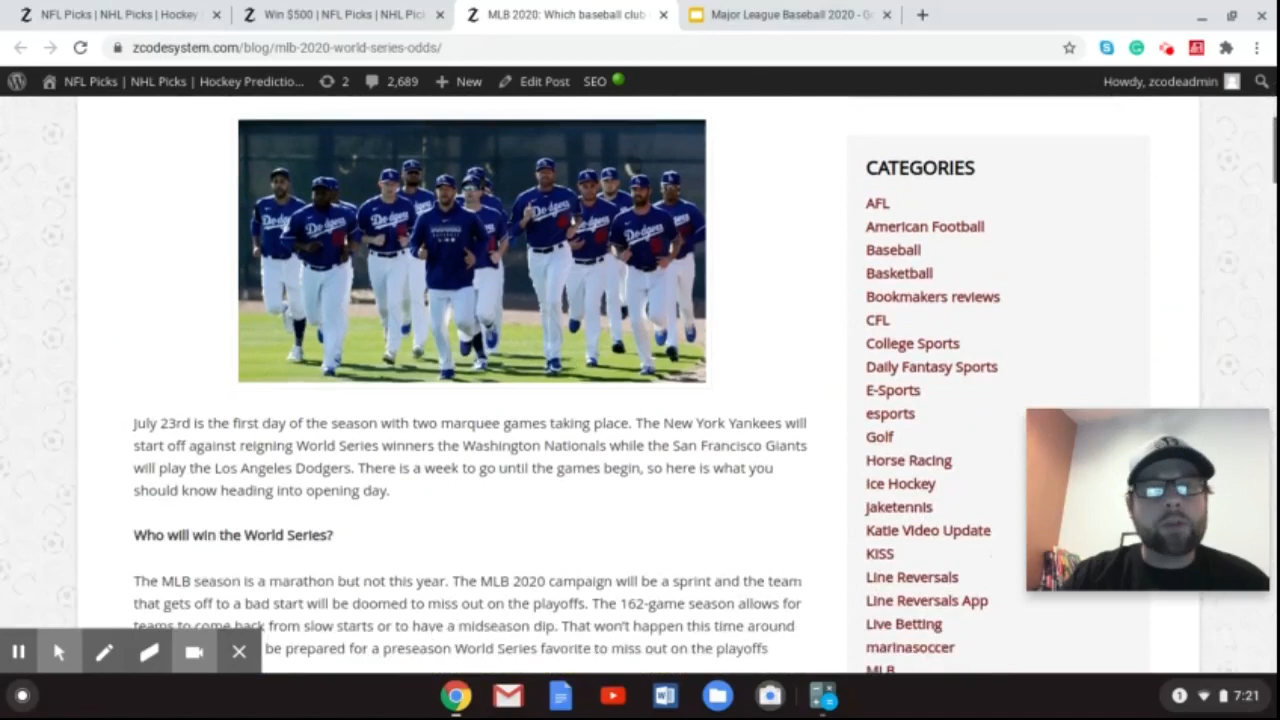 NFL Picks | NHL Picks | Hockey
Win $500 | NFL Picks | NHL Pic
MLB 2020: Which baseball club
Major League Baseball 2020 - G
zcodesystem.com/blog/mlb-2020-world-series-odds/
NFL Picks | NHL Picks | Hockey Predictio...
2
2,689
New
Edit Post
SEO
Howdy, zcodeadmin
Dodgers
Dodgers
Dodgers
Dodgers
Dodgers
July 23rd is the first day of the season with two marquee games taking place. The New York Yankees will
start off against reigning World Series winners the Washington Nationals while the San Francisco Giants
will play the Los Angeles Dodgers. There is a week to go until the games begin, so here is what you
should know heading into opening day.
Who will win the World Series?
The MLB season is a marathon but not this year. The MLB 2020 campaign will be a sprint and the team
that gets off to a bad start will be doomed to miss out on the playoffs. The 162-game season allows for
teams to come back from slow starts or to have a midseason dip. That won't happen this time around
be prepared for a preseason World Series favorite to miss out on the playoffs
CATEGORIES
AFL
American Football
Baseball
Basketball
Bookmakers reviews
CFL
College Sports
Daily Fantasy Sports
E-Sports
esports
Golf
Horse Racing
Ice Hockey
Jaketennis
Katie Video Update
KISS
Line Reversals
Line Reversals App
Live Betting
marinasoccer
MLB
1
7:21